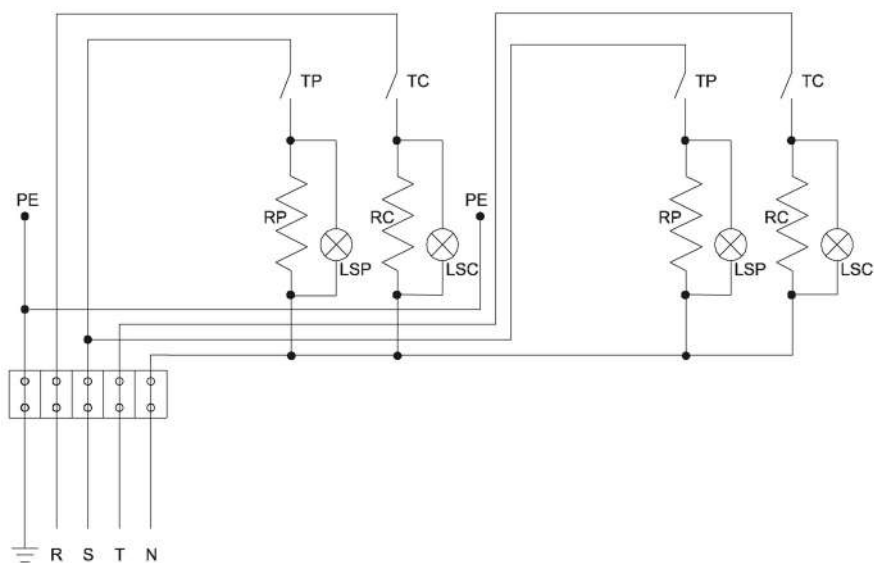 TP TC TP TC
PE RP RC PE RP RC
LSP LSC LSP LSC
R S T N